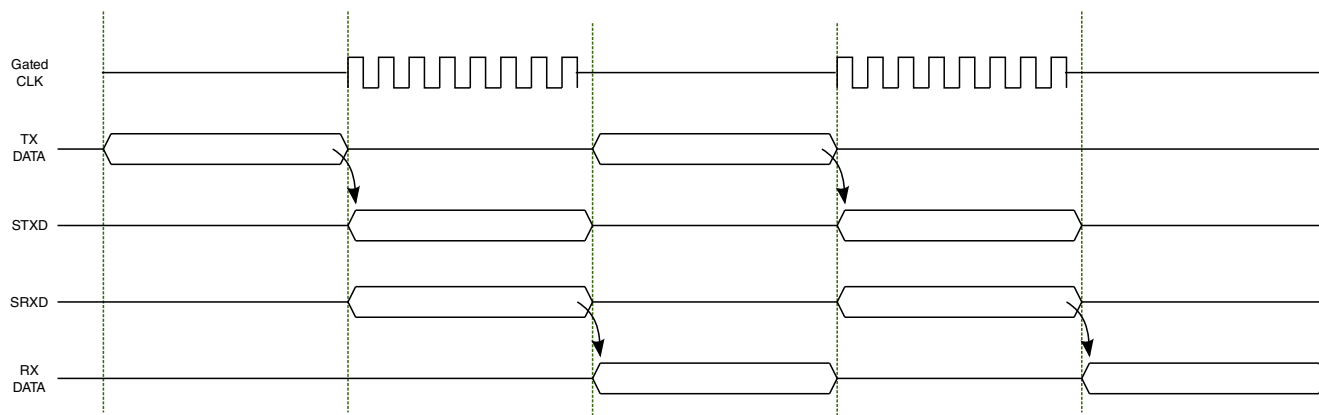 Gated
CLK
TX
DATA
STXD
SRXD
RX
DATA